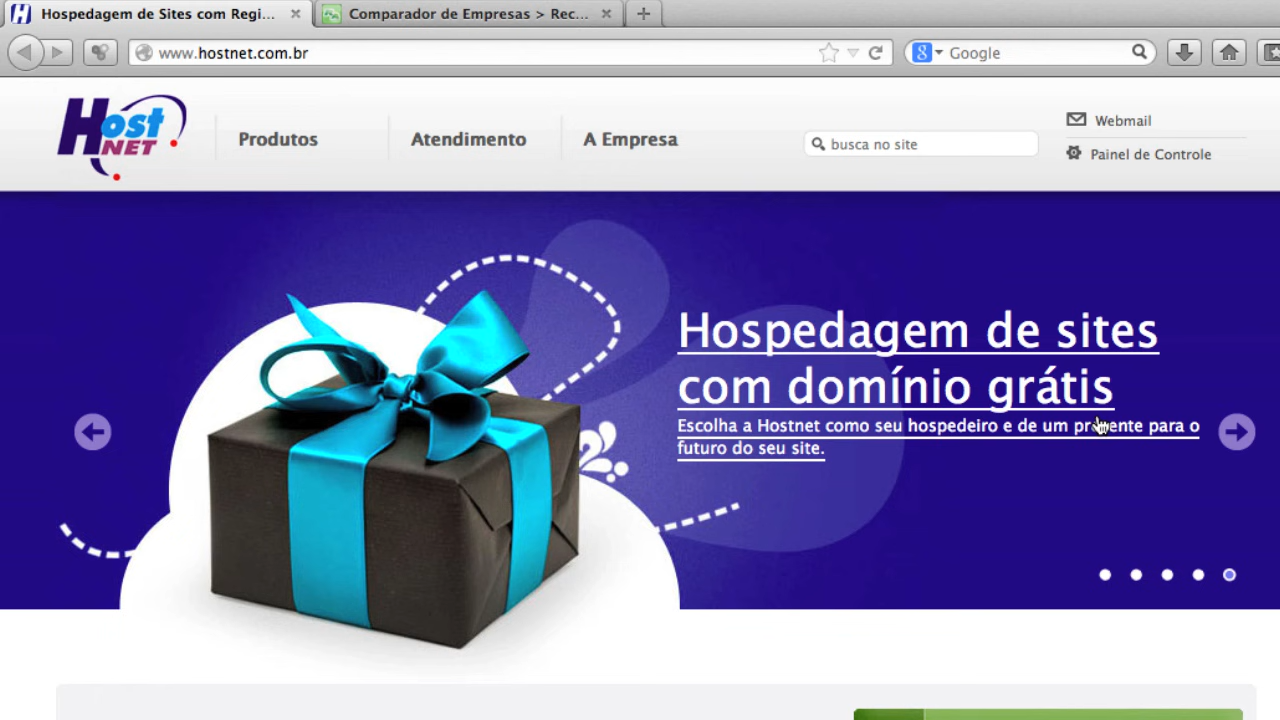 Hospedagem de Sites com Regi...
Comparador de Empresas > Rec...
www.hostnet.com.br
Google
Host
NET
Produtos
Atendimento
A Empresa
busca no site
Webmail
Painel de Controle
Hospedagem de sites
com domínio grátis
Escolha a Hostnet como seu hospedeiro e de um presente para o
futuro do seu site.